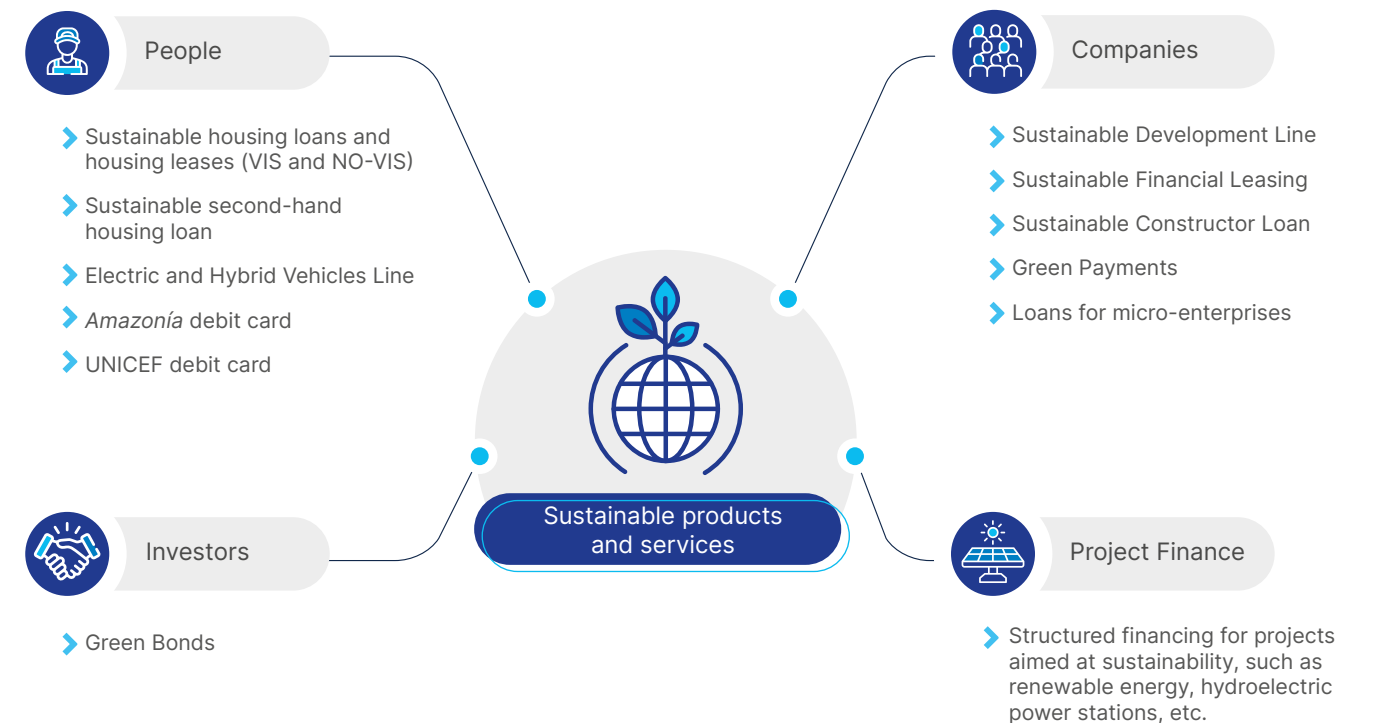 People
Sustainable housing loans and
housing leases (VIS and NO-VIS)
Sustainable second-hand
housing loan
Electric and Hybrid Vehicles Line
Amazonía debit card
UNICEF debit card
Companies
Sustainable Development Line
Sustainable Financial Leasing
Sustainable Constructor Loan
Green Payments
Loans for micro-enterprises
Sustainable products
and services
Investors
Green Bonds
Project Finance
Structured financing for projects
aimed at sustainability, such as
renewable energy, hydroelectric
power stations, etc.